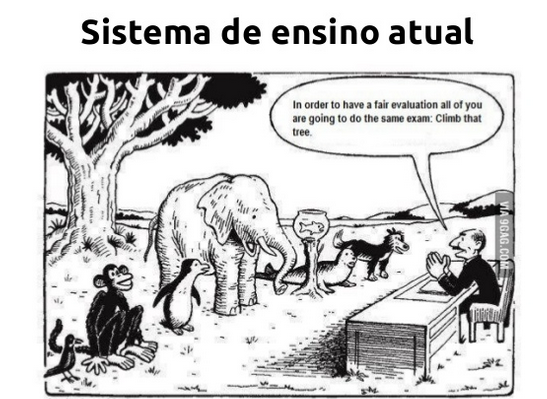 Sistema de ensino atual
In order to have a fair evaluation all of you
are going to do the same exam: Climb that
tree.
VIA 9GAG.COM